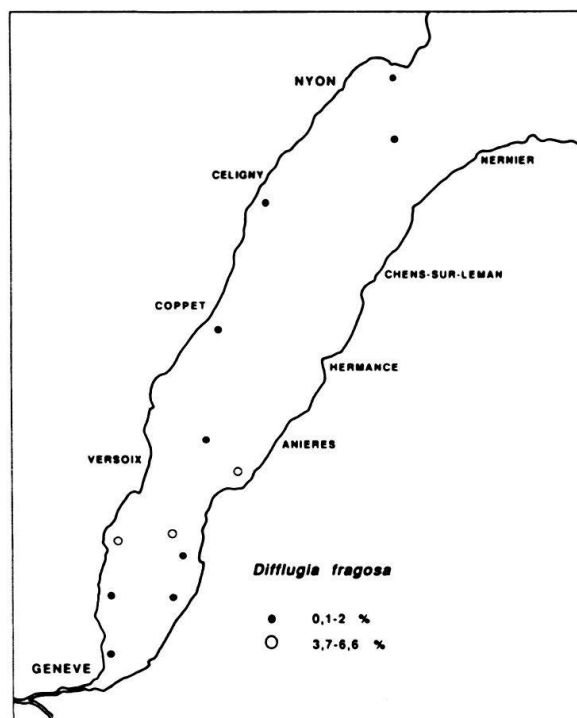 NYON
NERNIER
CELIGNY
CHENS-SUR-LEMAN
COPPET
HERMANCE
ANIERES
VERSOIX
Difflugia fragosa
0,1-2 %
3,7-6,6 %
GENEVE